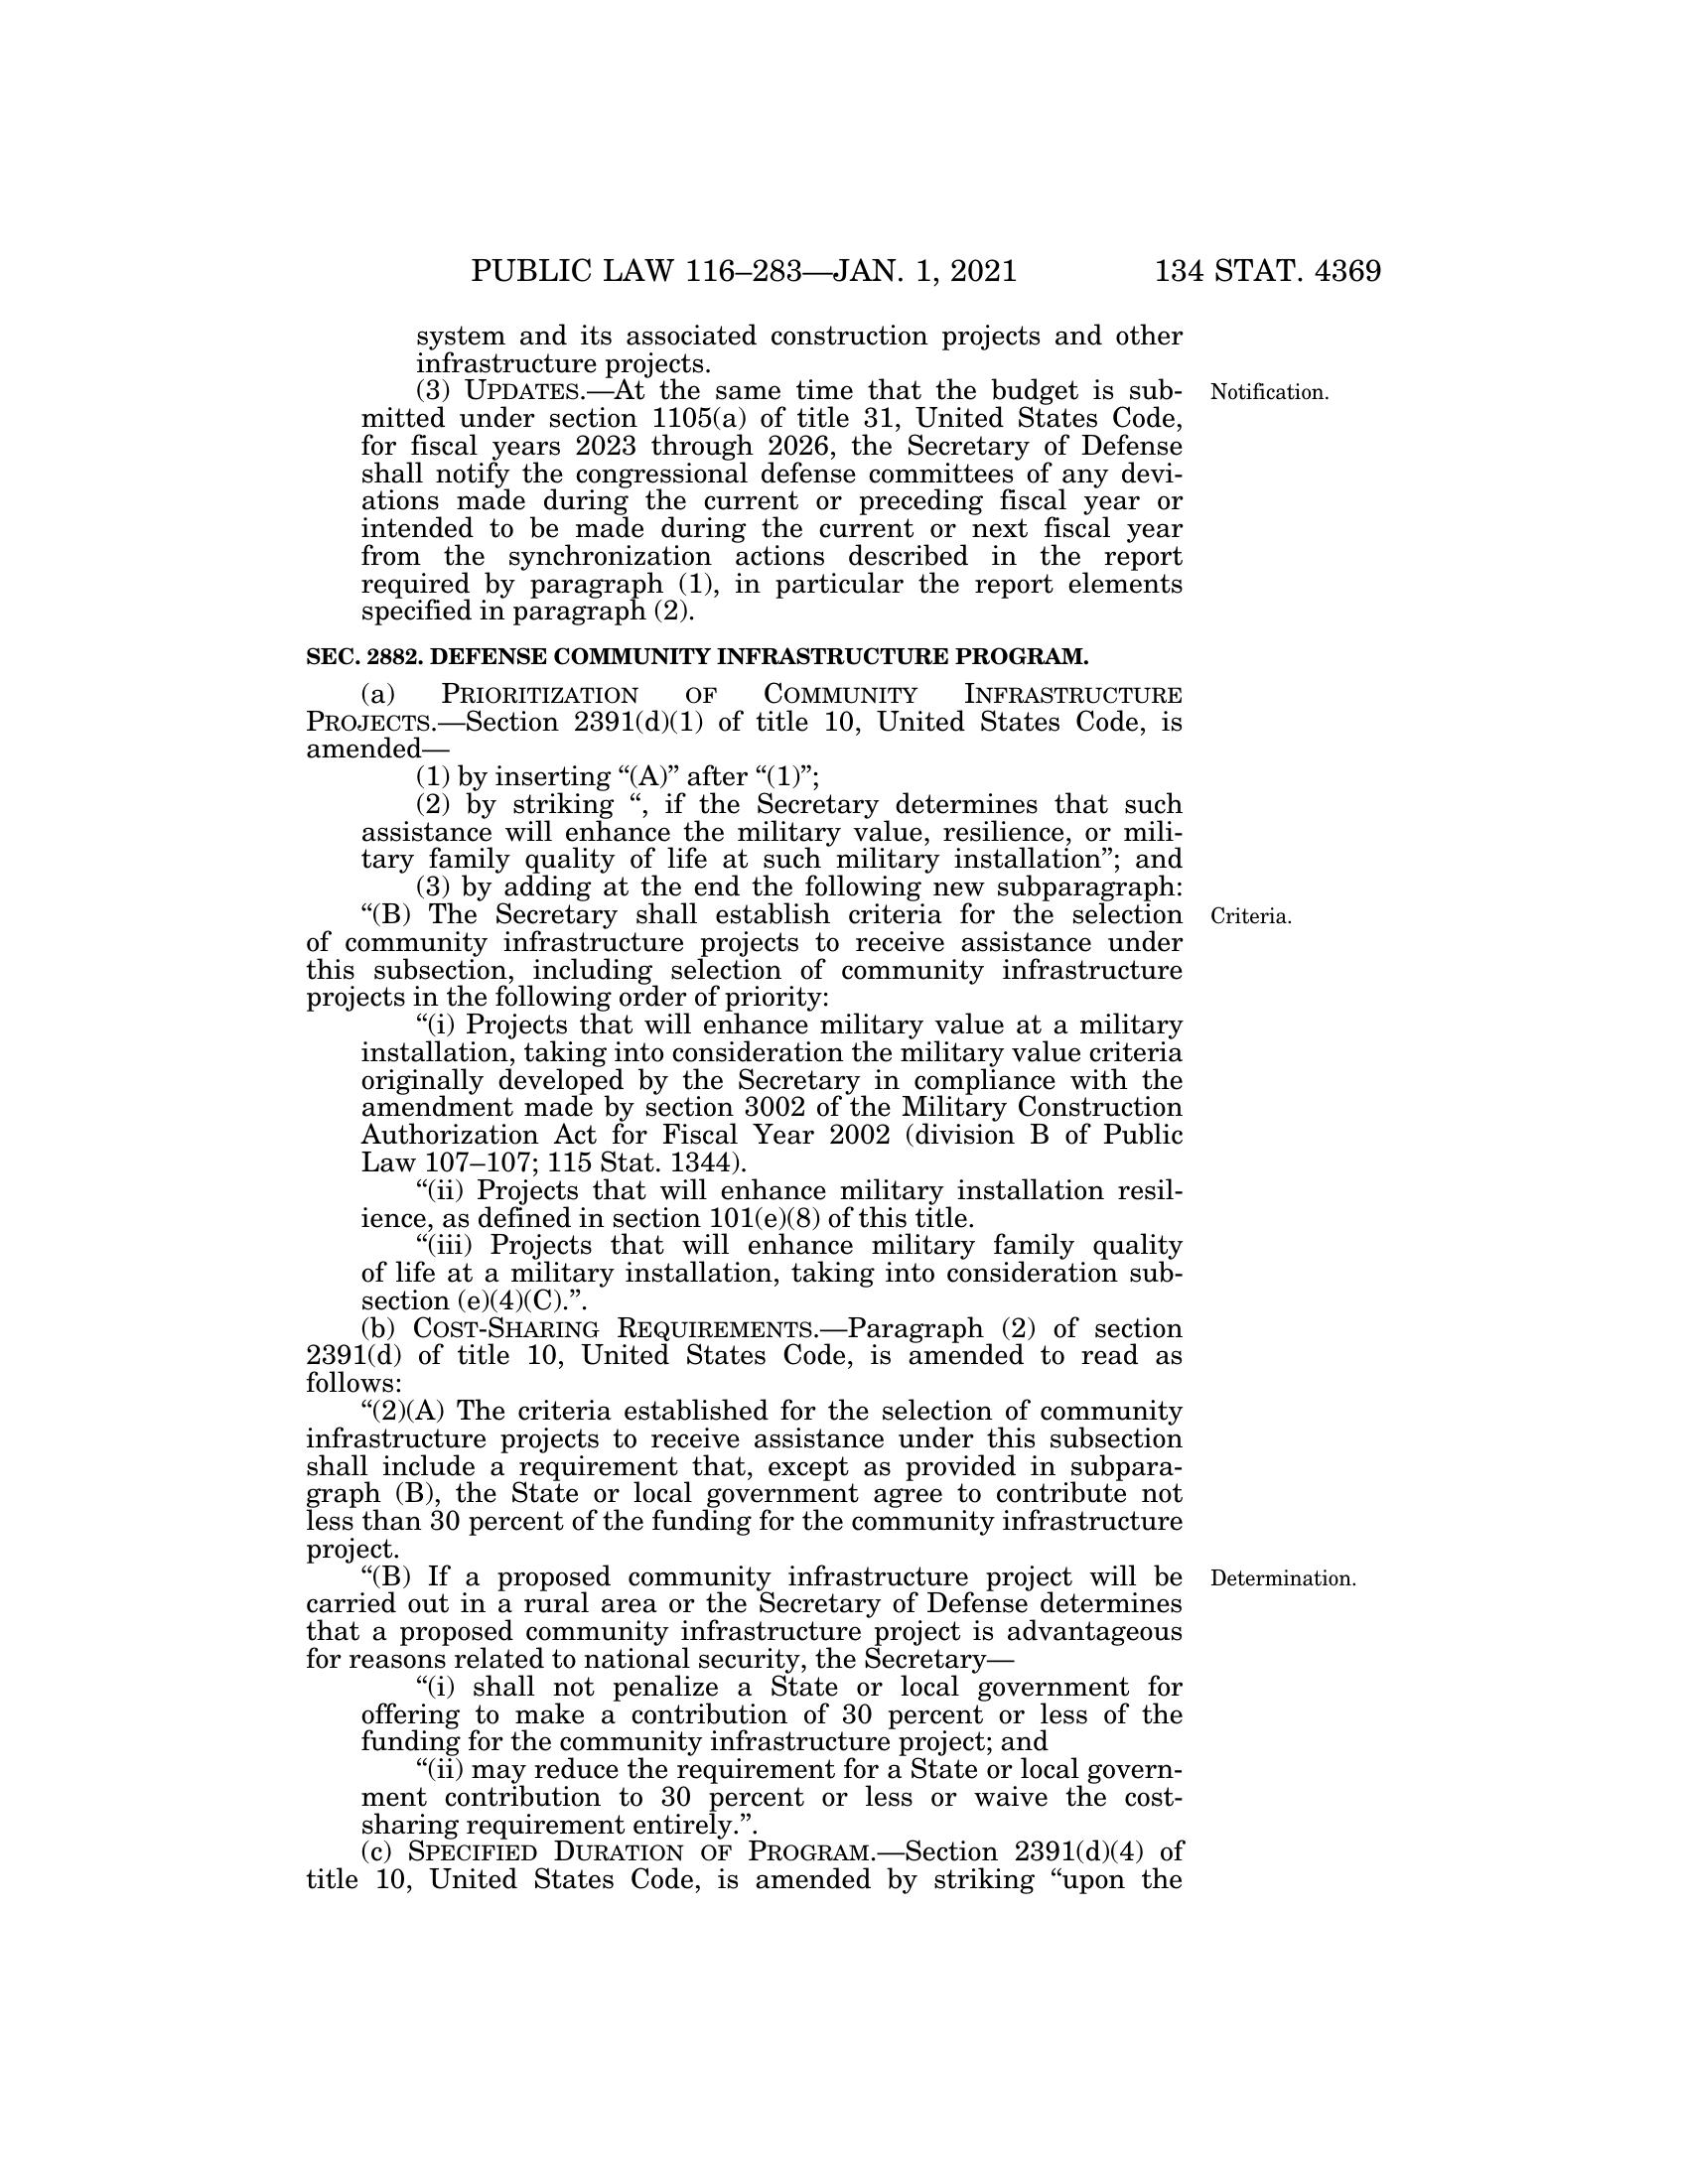 PUBLIC LAW 116–283—JAN. 1, 2021 134 STAT. 4369
system and its associated construction projects and other
infrastructure projects.
(3) UPDATES.—At the same time that the budget is sub-
Notification.
mitted under section 1105(a) of title 31, United States Code,
for fiscal years 2023 through 2026, the Secretary of Defense
shall notify the congressional defense committees of any devi-
ations made during the current or preceding fiscal year or
intended to be made during the current or next fiscal year
from the synchronization actions described in the report
required by paragraph (1), in particular the report elements
specified in paragraph (2).
SEC. 2882. DEFENSE COMMUNITY INFRASTRUCTURE PROGRAM.
(a) PRIORITIZATION OF COMMUNITY INFRASTRUCTURE
PROJECTS.—Section 2391(d)(1) of title 10, United States Code, is
amended—
(1) by inserting “(A)” after “(1)”;
(2) by striking “, if the Secretary determines that such
assistance will enhance the military value, resilience, or mili-
tary family quality of life at such military installation”; and
(3) by adding at the end the following new subparagraph:
“(B) The Secretary shall establish criteria for the selection
Criteria.
of community infrastructure projects to receive assistance under
this subsection, including selection of community infrastructure
projects in the following order of priority:
“(i) Projects that will enhance military value at a military
installation, taking into consideration the military value criteria
originally developed by the Secretary in compliance with the
amendment made by section 3002 of the Military Construction
Authorization Act for Fiscal Year 2002 (division B of Public
Law 107–107; 115 Stat. 1344).
“(ii) Projects that will enhance military installation resil-
ience, as defined in section 101(e)(8) of this title.
“(iii) Projects that will enhance military family quality
of life at a military installation, taking into consideration sub-
section (e)(4)(C).”.
(b) COST-SHARING REQUIREMENTS.—Paragraph (2) of section
2391(d) of title 10, United States Code, is amended to read as
follows:
“(2)(A) The criteria established for the selection of community
infrastructure projects to receive assistance under this subsection
shall include a requirement that, except as provided in subpara-
graph (B), the State or local government agree to contribute not
less than 30 percent of the funding for the community infrastructure
project.
“(B) If a proposed community infrastructure project will be
Determination.
carried out in a rural area or the Secretary of Defense determines
that a proposed community infrastructure project is advantageous
for reasons related to national security, the Secretary—
“(i) shall not penalize a State or local government for
offering to make a contribution of 30 percent or less of the
funding for the community infrastructure project; and
“(ii) may reduce the requirement for a State or local govern-
ment contribution to 30 percent or less or waive the cost-
sharing requirement entirely.”.
(c) SPECIFIED DURATION OF PROGRAM.—Section 2391(d)(4) of
title 10, United States Code, is amended by striking “upon the